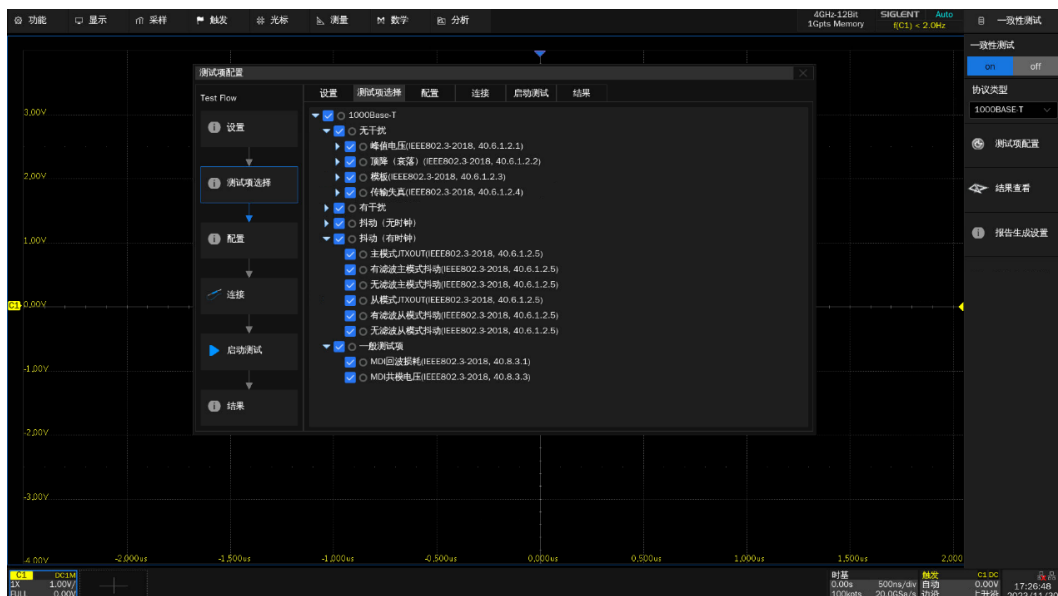 功能 显示 采样 触发 光标 测量 M 数学 分析
4GHz-12Bit SIGLENT Auto
1Gpts Memory f(C1) < 2.0Hz
一致性测试
一致性测试
on off
协议类型
1000BASE-T
测试项配置
结果查看
报告生成设置
测试项配置
Test Flow
设置
测试项选择
配置
连接
启动测试
结果
设置 测试项选择 配置 连接 启动测试 结果
1000Base-T
无干扰
峰值电压(IEEE802.3-2018, 40.6.1.2.1)
顶降（衰落）(IEEE802.3-2018, 40.6.1.2.2)
模板(IEEE802.3-2018, 40.6.1.2.3)
传输失真(IEEE802.3-2018, 40.6.1.2.4)
有干扰
抖动（无时钟）
抖动（有时钟）
主模式JTXOUT(IEEE802.3-2018, 40.6.1.2.5)
有滤波主模式抖动(IEEE802.3-2018, 40.6.1.2.5)
无滤波主模式抖动(IEEE802.3-2018, 40.6.1.2.5)
从模式JTXOUT(IEEE802.3-2018, 40.6.1.2.5)
有滤波从模式抖动(IEEE802.3-2018, 40.6.1.2.5)
无滤波从模式抖动(IEEE802.3-2018, 40.6.1.2.5)
一般测试项
MDI回波损耗(IEEE802.3-2018, 40.8.3.1)
MDI共模电压(IEEE802.3-2018, 40.8.3.3)
3.00V
2.00V
1.00V
C1 0.00V
-1.00V
-2.00V
-3.00V
-4.00V
-2.000us -1.500us -1.000us -0.500us 0.000us 0.500us 1.000us 1.500us 2.000
C1 DC1M
1X 1.00V/
FULL 0.00V
时基
0.00s 500ns/div
100kpts 20.0GSa/s
触发 C1 DC
自动 0.00V
边沿 上升沿
17:26:48
2023/11/30